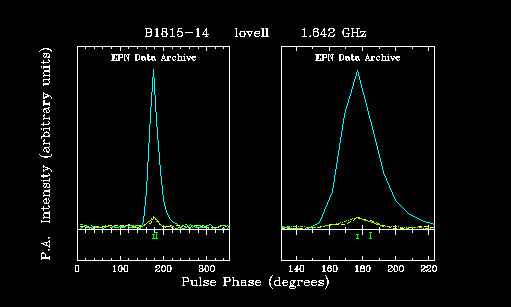 B1815-14 lovell 1.642 GHz
EPN Data Archive EPN Data Archive
P.A. Intensity (arbitrary units)
0 100 200 300 140 160 180 200 220
Pulse Phase (degrees)